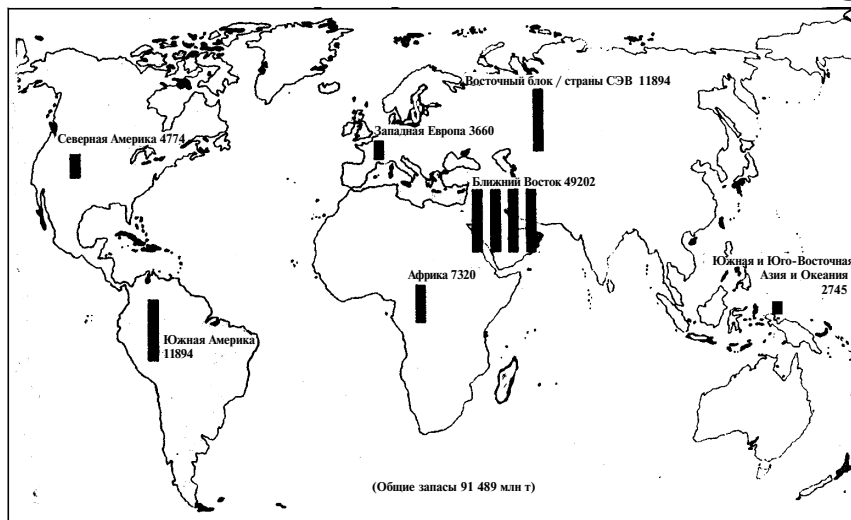 Восточный блок / страны СЭВ 11894
Северная Америка 4774
Западная Европа 3660
Ближний Восток 49202
Южная и Юго-Восточная
Азия и Океания
2745
Африка 7320
Южная Америка
11894
(Общие запасы 91 489 млн т)